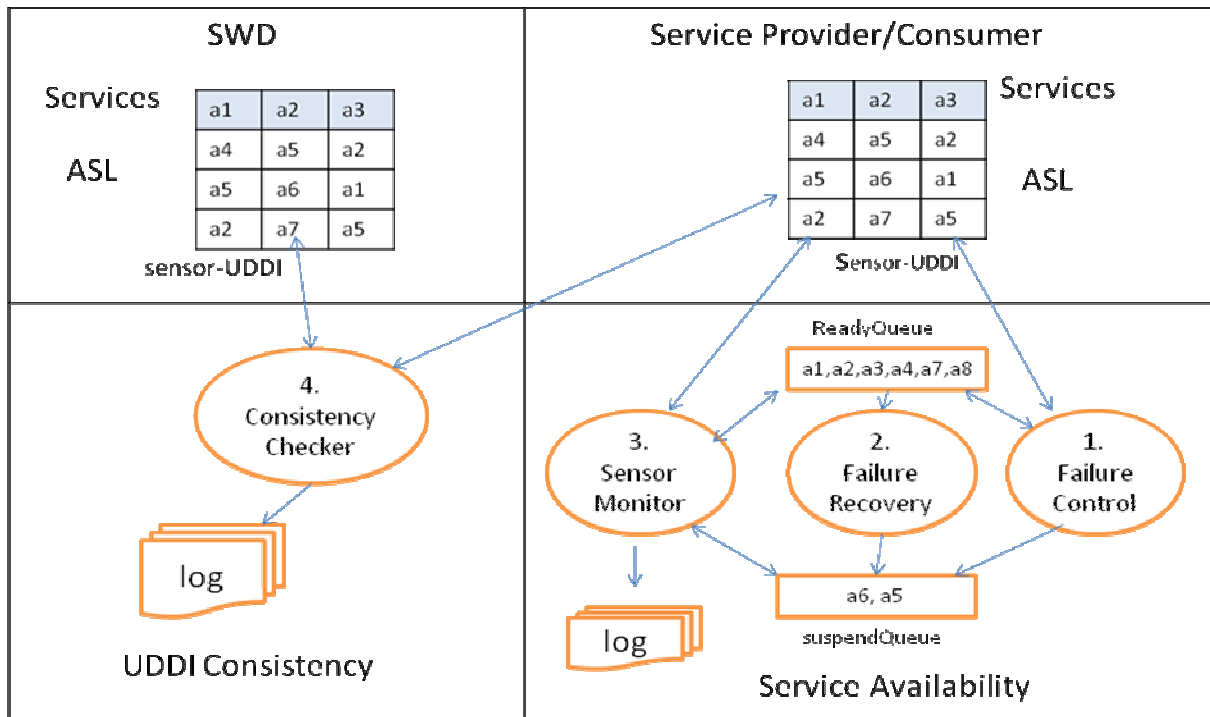 SWD
Services
a1 a2 a3
ASL
a4 a5 a2
a5 a6 a1
a2 a7 a5
sensor-UDDI
Service Provider/Consumer
a1 a2 a3
Services
a4 a5 a2
a5 a6 a1
ASL
a2 a7 a5
Sensor-UDDI
4.
Consistency
Checker
log
UDDI Consistency
ReadyQueue
a1,a2,a3,a4,a7,a8
3.
Sensor
Monitor
2.
Failure
Recovery
1.
Failure
Control
a6, a5
suspendQueue
log
Service Availability